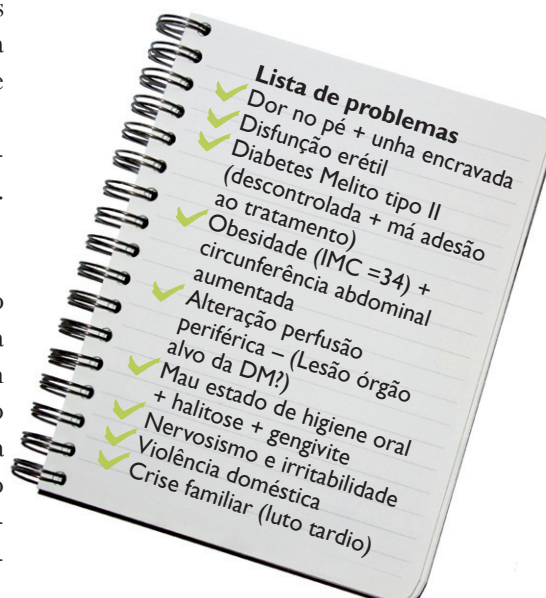 Lista de problemas
Dor no pé + unha encravada
Disfunção erétil
Diabetes Melito tipo II
(descontrolada + má adesão
ao tratamento)
Obesidade (IMC =34) +
circunferência abdominal
aumentada
Alteração perfusão
periférica – (Lesão órgão
alvo da DM?)
Mau estado de higiene oral
+ halitose + gengivite
Nervosismo e irritabilidade
Violência doméstica
Crise familiar (luto tardio)